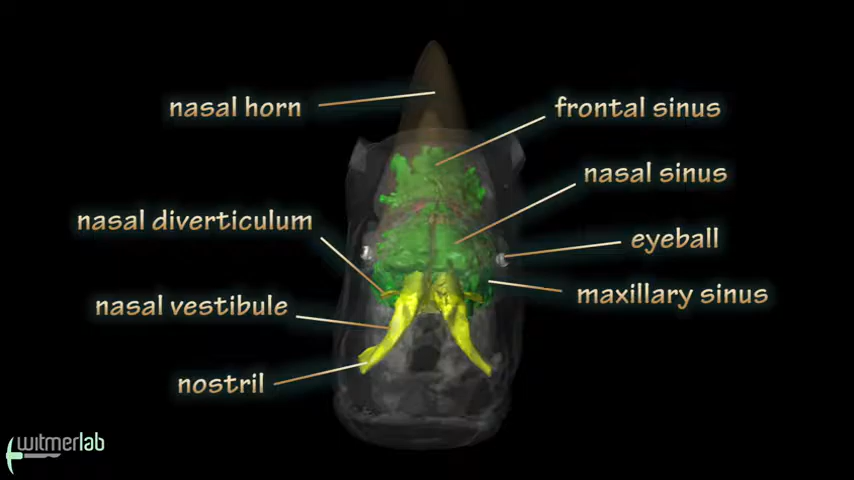 nasal horn
frontal sinus
nasal sinus
nasal diverticulum
eyeball
maxillary sinus
nasal vestibule
nostril
witmerlab